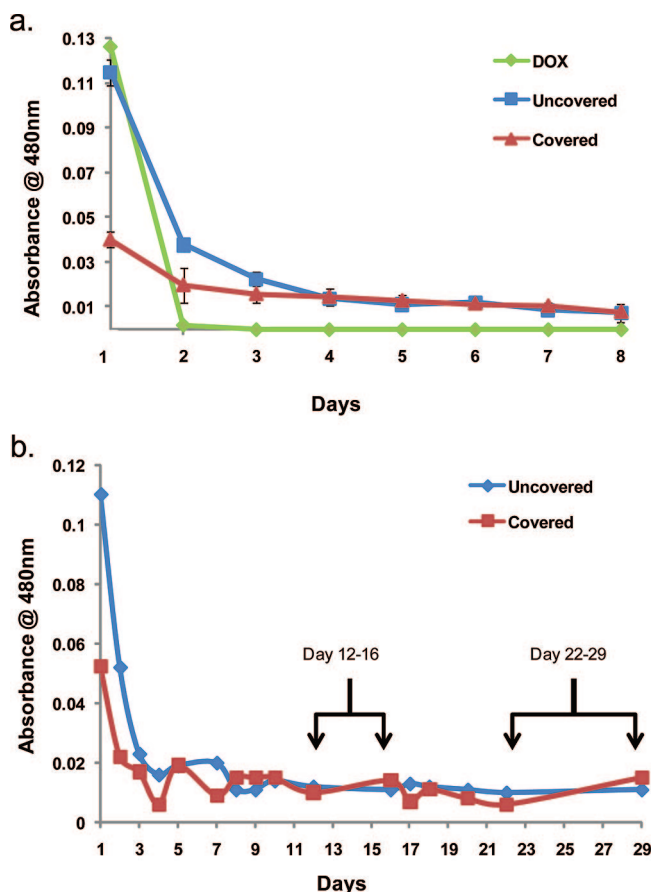 a.
0.13
0.11
0.09
0.07
0.05
0.03
0.01
Absorbance @ 480nm
DOX
Uncovered
Covered
1 2 3 4 5 6 7 8
Days
b.
0.12
0.1
0.08
0.06
0.04
0.02
0
Absorbance @ 480nm
Uncovered
Covered
Day 12-16
Day 22-29
1 3 5 7 9 11 13 15 17 19 21 23 25 27 29
Days